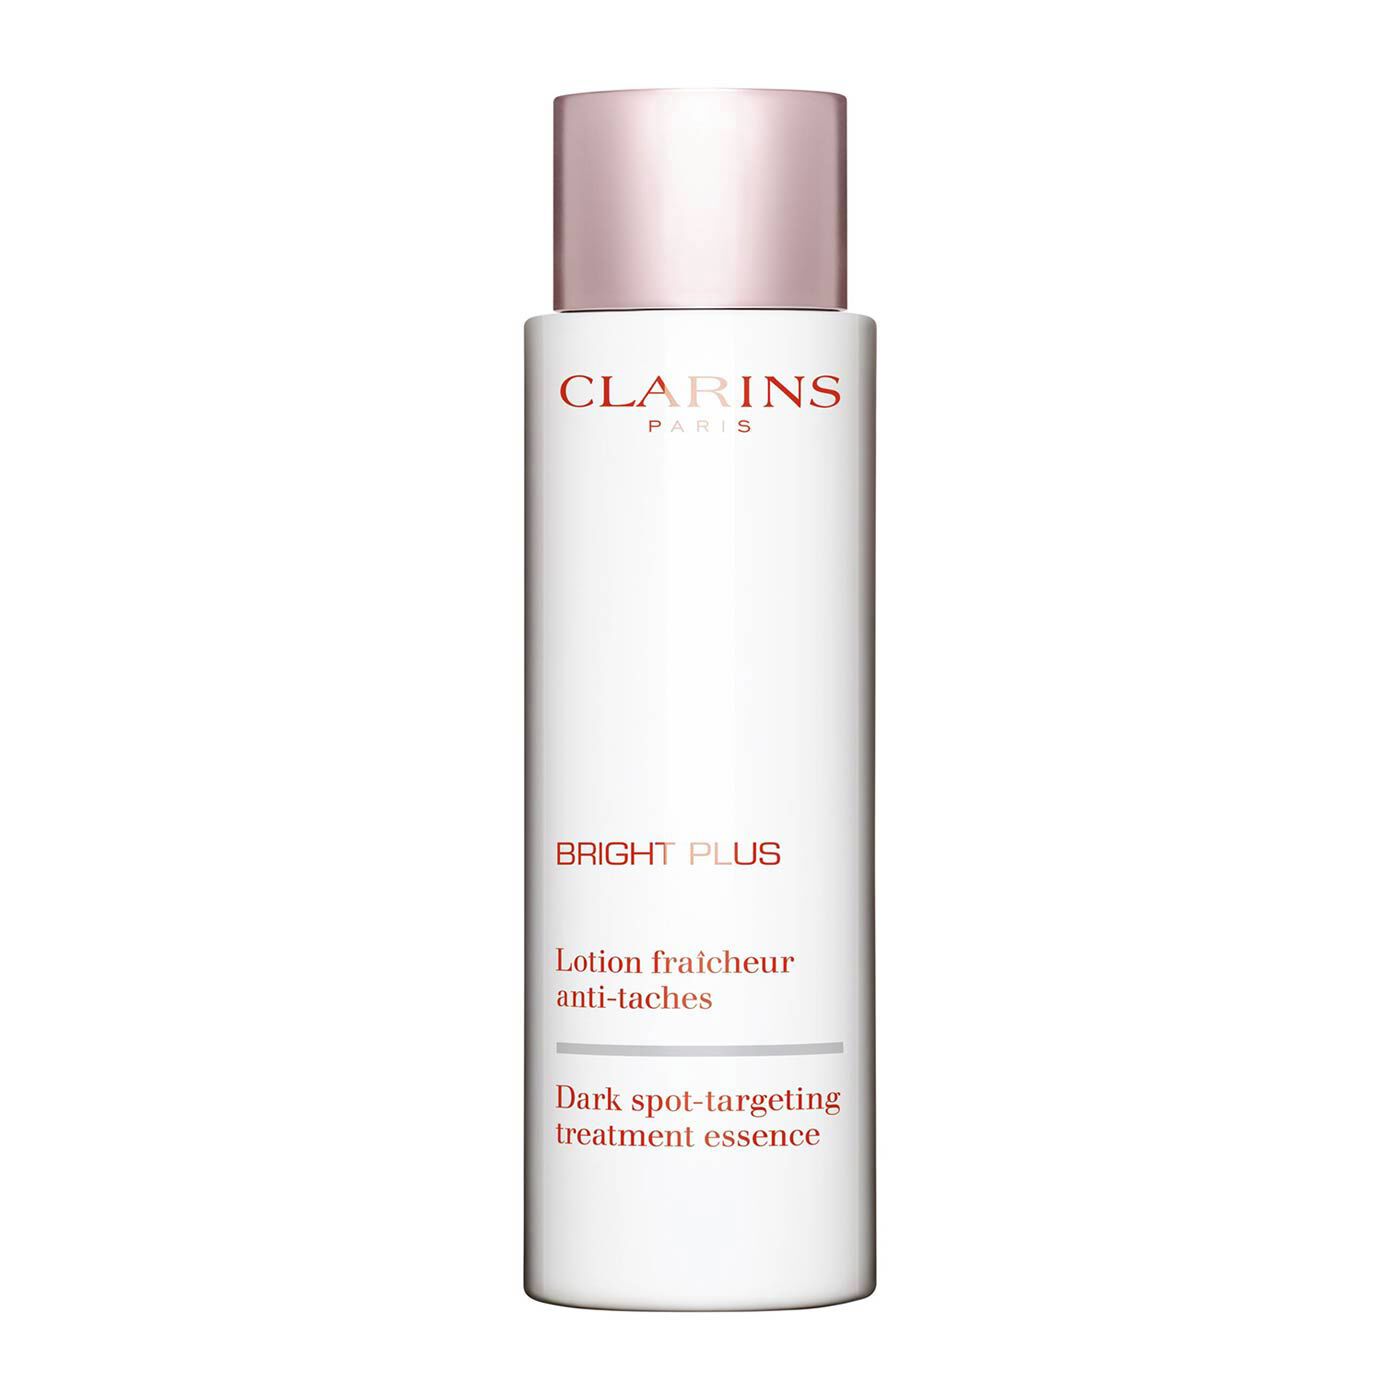 CLARINS
PARIS
BRIGHT PLUS
Lotion fraîcheur
anti-taches
Dark spot-targeting
treatment essence